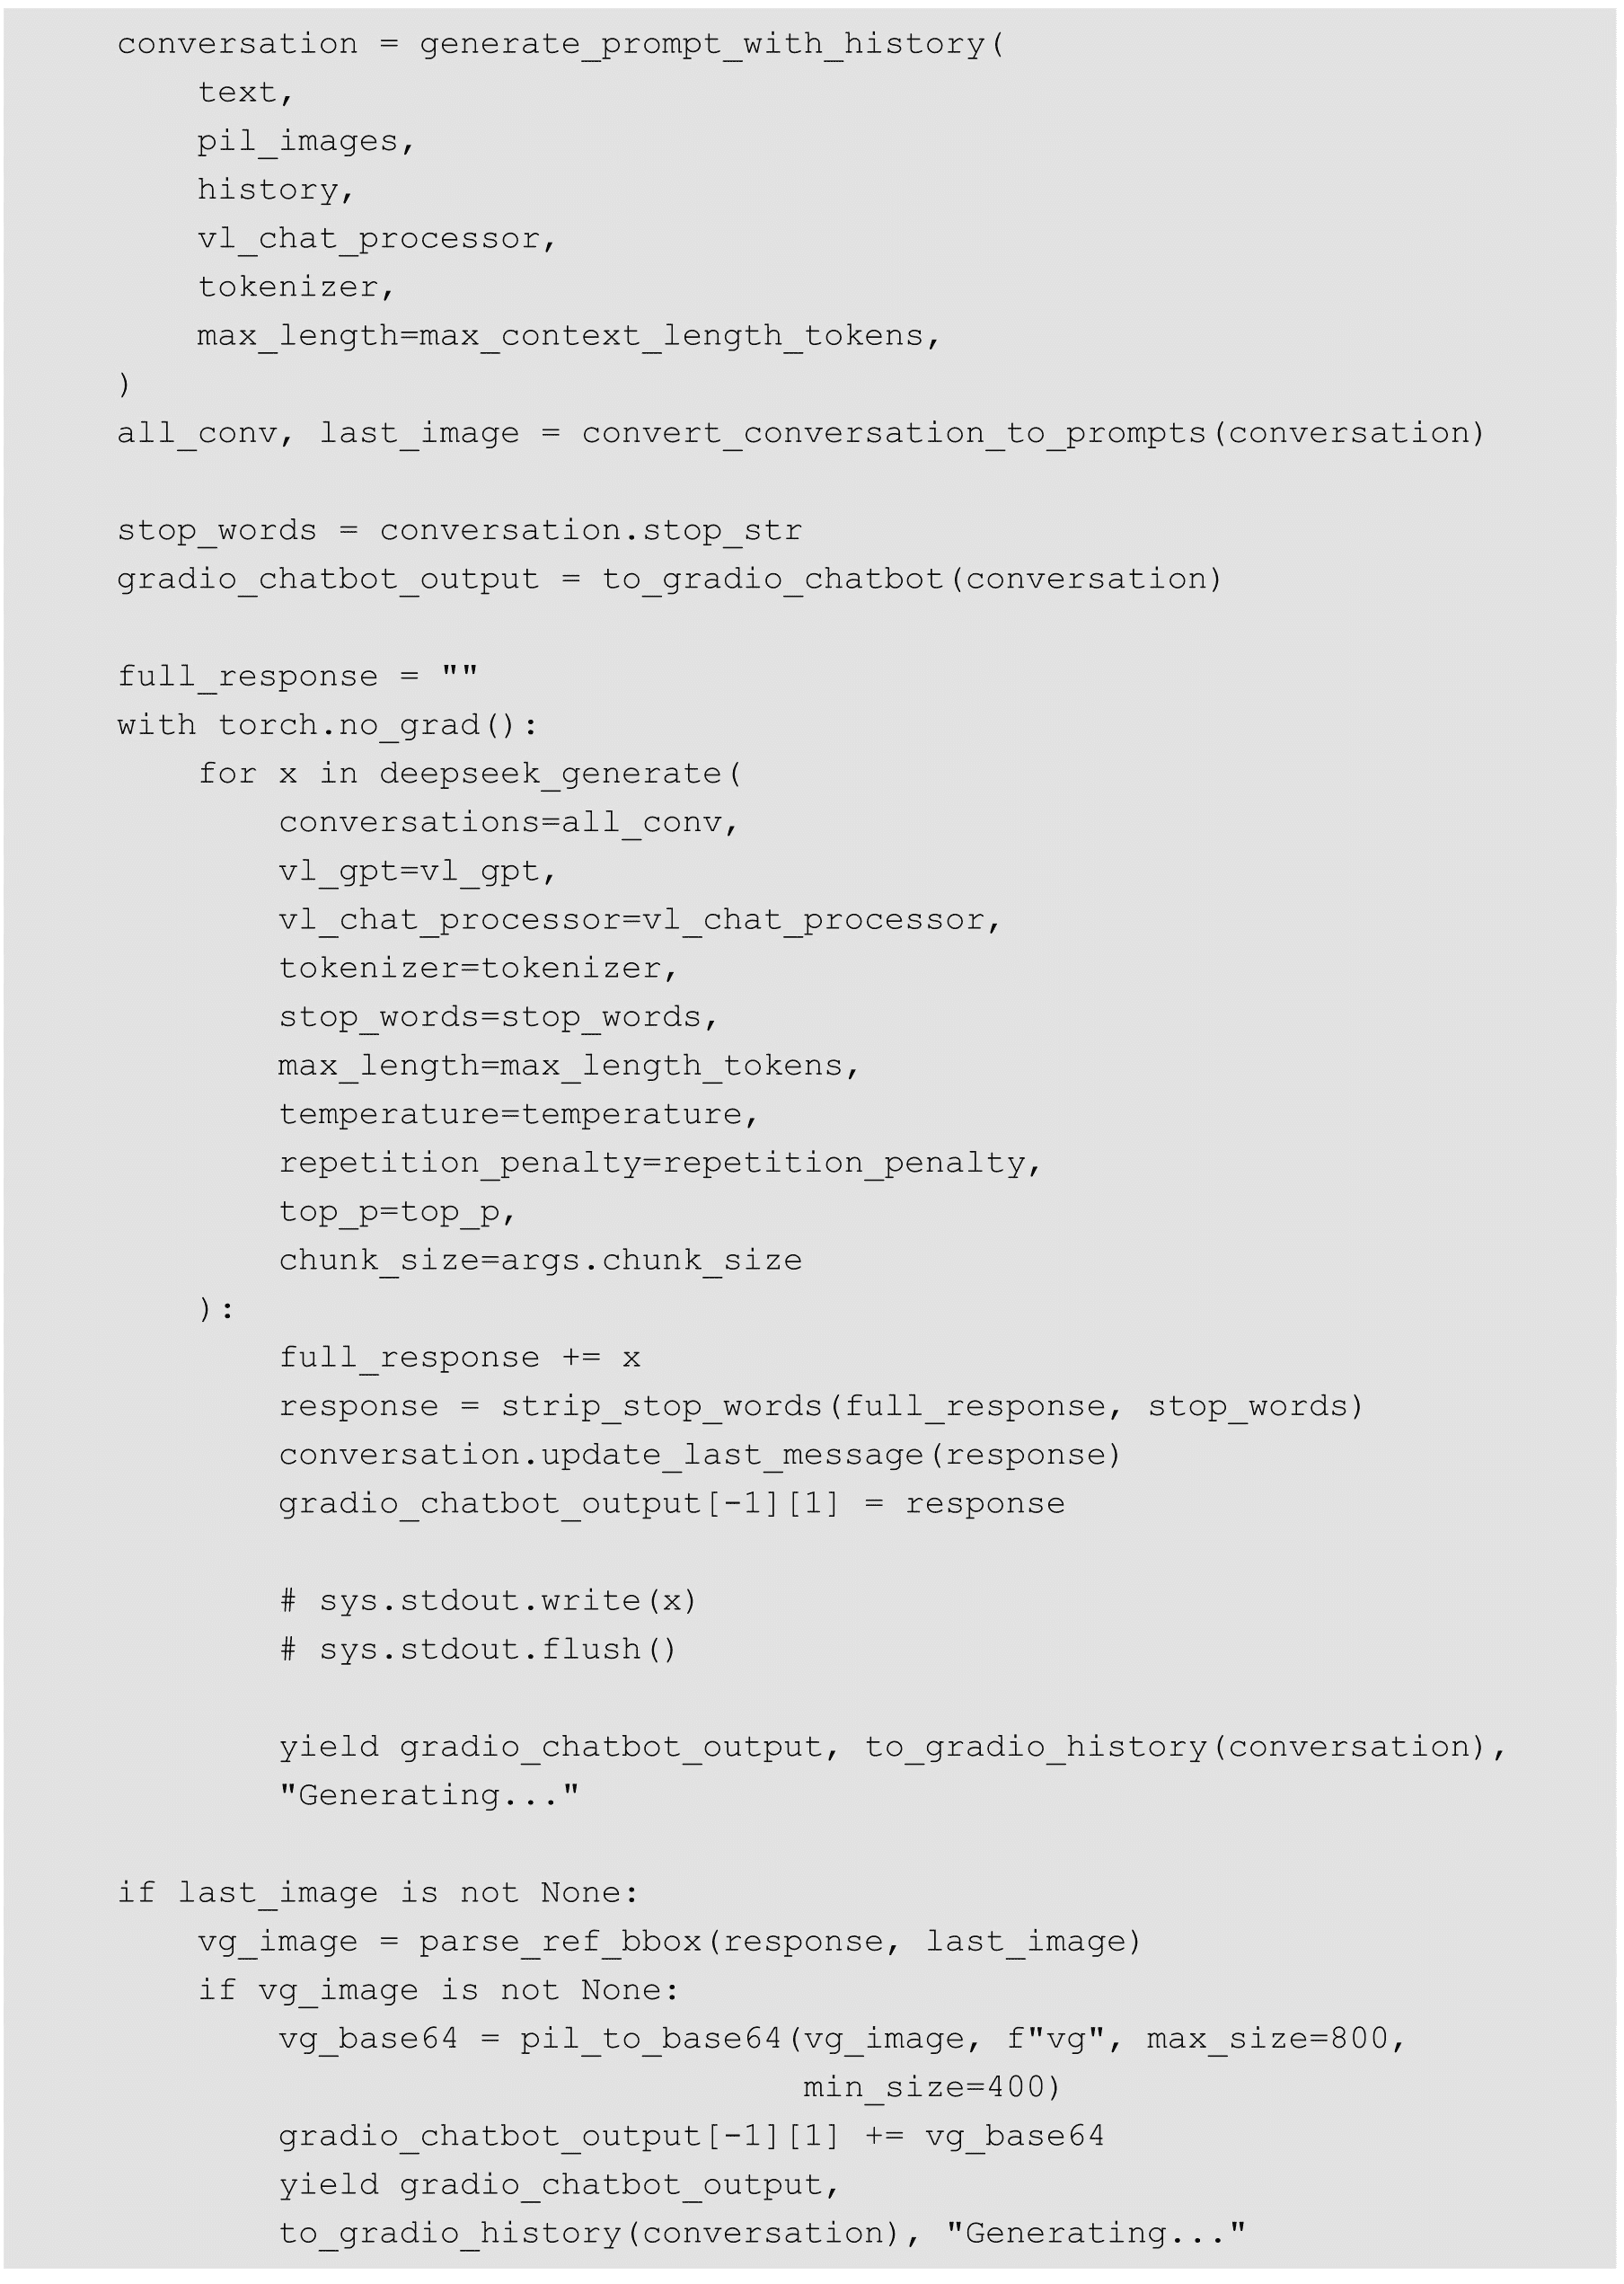 conversation = generate_prompt_with_history(
    text,
    pil_images,
    history,
    vl_chat_processor,
    tokenizer,
    max_length=max_context_length_tokens,
)
all_conv, last_image = convert_conversation_to_prompts(conversation)

stop_words = conversation.stop_str
gradio_chatbot_output = to_gradio_chatbot(conversation)

full_response = ""
with torch.no_grad():
    for x in deepseek_generate(
        conversations=all_conv,
        vl_gpt=vl_gpt,
        vl_chat_processor=vl_chat_processor,
        tokenizer=tokenizer,
        stop_words=stop_words,
        max_length=max_length_tokens,
        temperature=temperature,
        repetition_penalty=repetition_penalty,
        top_p=top_p,
        chunk_size=args.chunk_size
    ):
        full_response += x
        response = strip_stop_words(full_response, stop_words)
        conversation.update_last_message(response)
        gradio_chatbot_output[-1][1] = response

        # sys.stdout.write(x)
        # sys.stdout.flush()

        yield gradio_chatbot_output, to_gradio_history(conversation),
        "Generating..."

if last_image is not None:
    vg_image = parse_ref_bbox(response, last_image)
    if vg_image is not None:
        vg_base64 = pil_to_base64(vg_image, f"vg", max_size=800,
                                  min_size=400)
        gradio_chatbot_output[-1][1] += vg_base64
        yield gradio_chatbot_output,
        to_gradio_history(conversation), "Generating..."